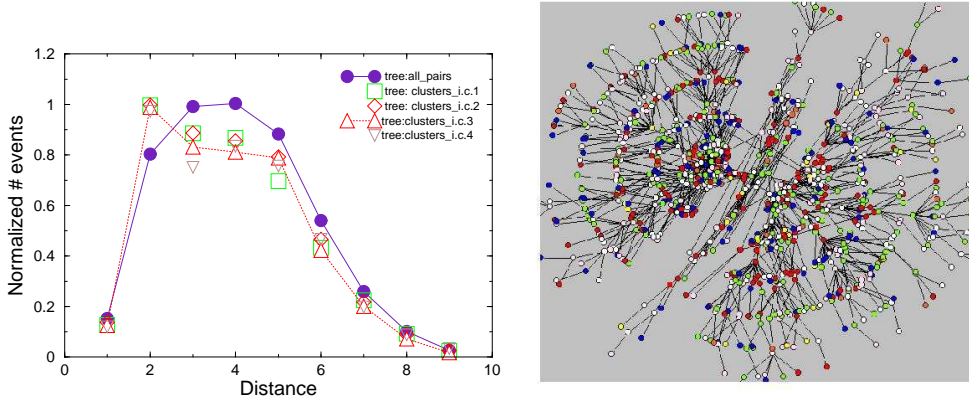 1.2
1
0.8
0.6
0.4
0.2
0
Normalized # events
tree:all_pairs
tree: clusters_i.c.1
tree: clusters_i.c.2
tree:clusters_i.c.3
tree:clusters_i.c.4
0 2 4 6 8 10
Distance